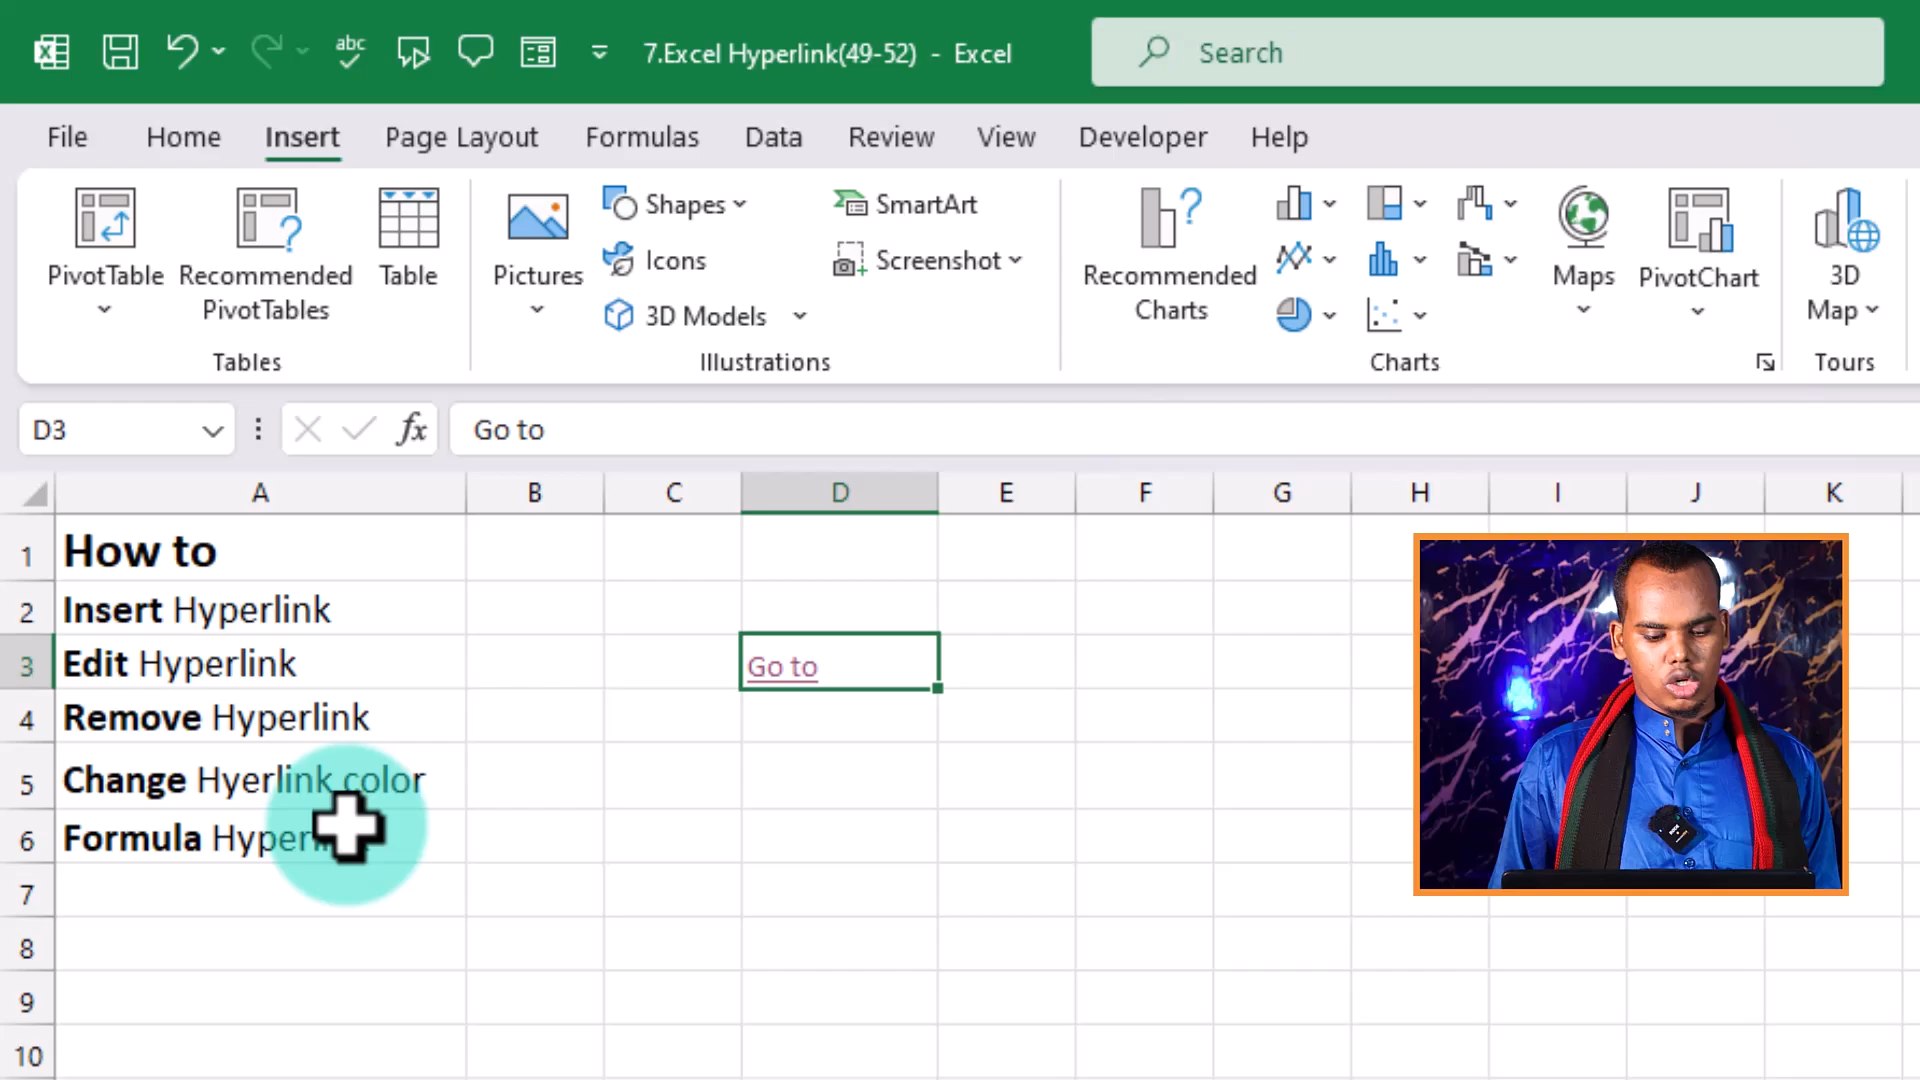 abc
7.Excel Hyperlink(49-52) - Excel
Search
File Home Insert Page Layout Formulas Data Review View Developer Help
PivotTable
Recommended PivotTables
Table
Tables
Pictures
Shapes
Icons
3D Models
SmartArt
Screenshot
Illustrations
Recommended Charts
Maps
PivotChart
Charts
3D Map
Tours
D3
fx
Go to
A B C D E F G H I J K
1 How to
2 Insert Hyperlink
3 Edit Hyperlink Go to
4 Remove Hyperlink
5 Change Hyerlink color
6 Formula
7
8
9
10